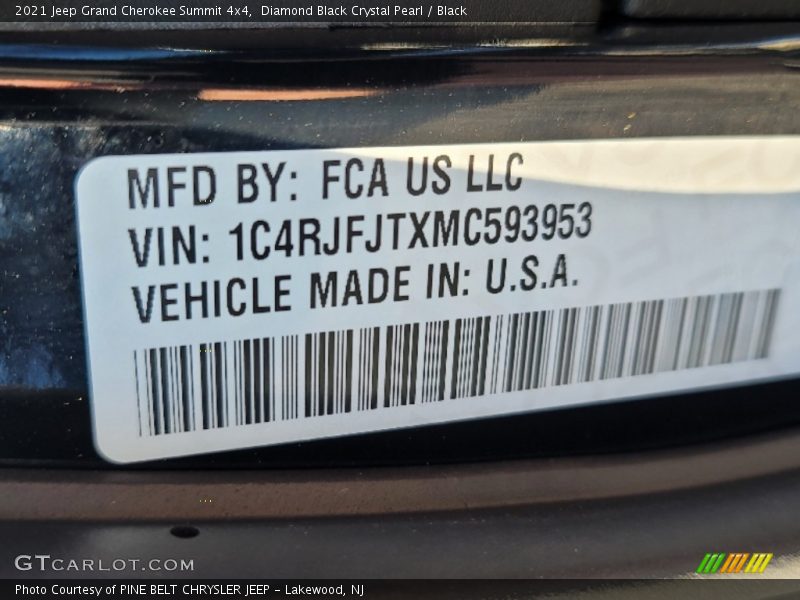 2021 Jeep Grand Cherokee Summit 4x4,  Diamond Black Crystal Pearl / Black
MFD BY: FCA US LLC
VIN: 1C4RJFJTXMC593953
VEHICLE MADE IN: U.S.A.
GTCARLOT.COM
Photo Courtesy of PINE BELT CHRYSLER JEEP - Lakewood, NJ